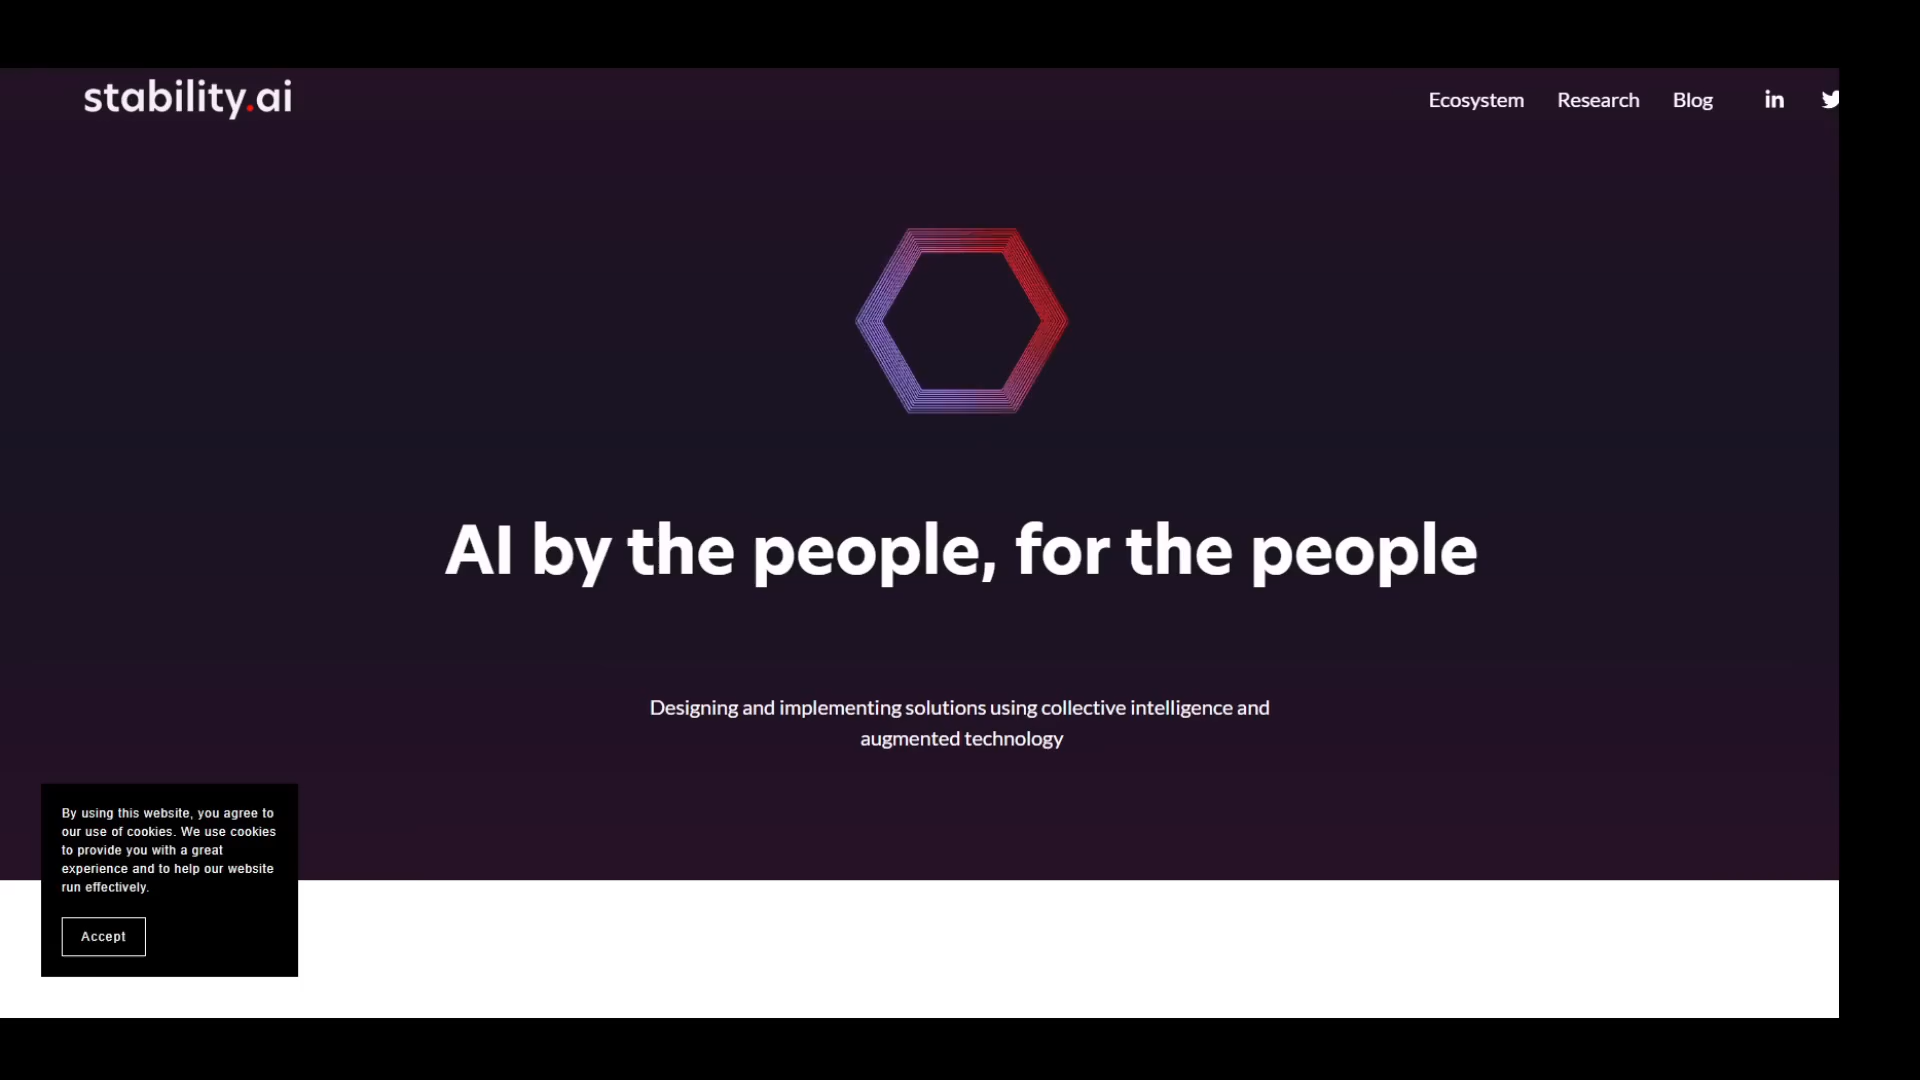 stability.ai
Ecosystem Research Blog in
AI by the people, for the people
Designing and implementing solutions using collective intelligence and
augmented technology
By using this website, you agree to
our use of cookies. We use cookies
to provide you with a great
experience and to help our website
run effectively.
Accept